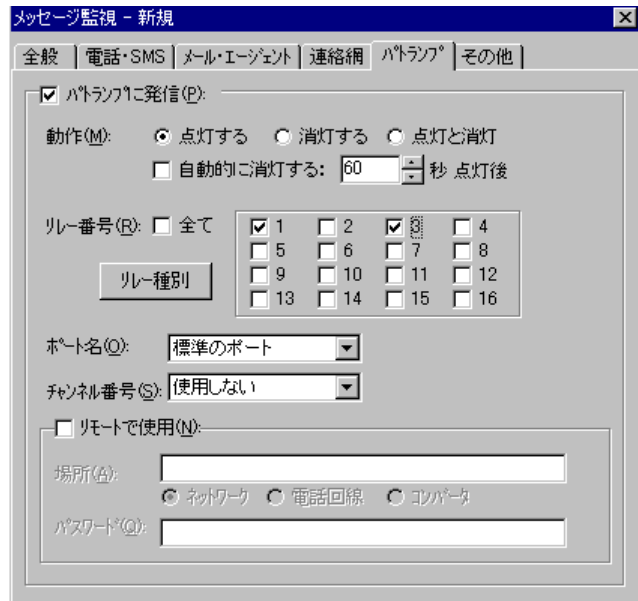 メッセージ監視 - 新規
全般 電話・SMS ﾒｰﾙ・ｴｰｼﾞｪﾝﾄ 連絡網 ﾊﾟﾄﾗﾝﾌﾟ その他
ﾊﾟﾄﾗﾝﾌﾟに発信(P):
動作(M): 点灯する 消灯する 点灯と消灯
自動的に消灯する: 60 秒 点灯後
ﾘﾚｰ番号(R): 全て 1 2 3 4
5 6 7 8
ﾘﾚｰ種別 9 10 11 12
13 14 15 16
ﾎﾟｰﾄ名(O): 標準のポート
ﾁｬﾝﾈﾙ番号(S): 使用しない
ﾘﾓｰﾄで使用(N):
場所(A):
ﾈｯﾄﾜｰｸ 電話回線 ｺﾝﾊﾞｰﾀ
ﾊﾟｽﾜｰﾄﾞ(Q):